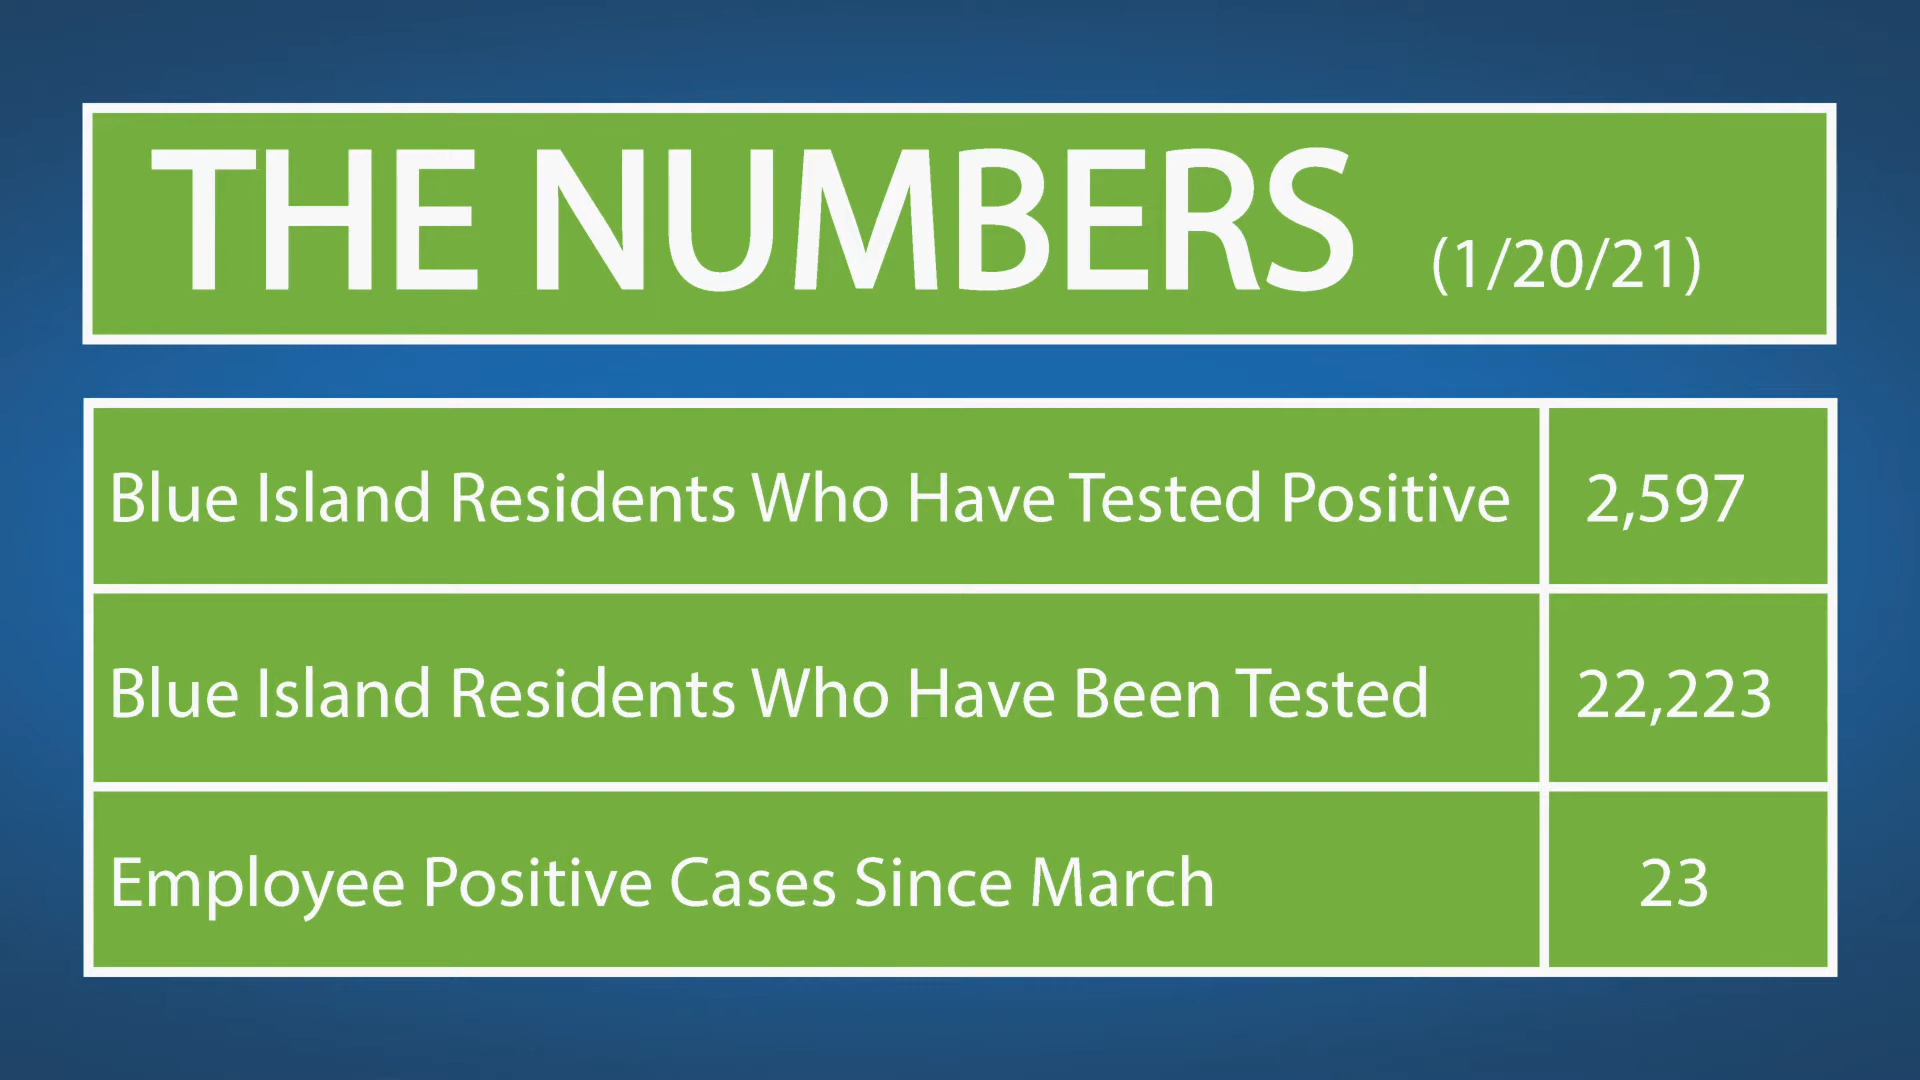 THE NUMBERS (1/20/21)
Blue Island Residents Who Have Tested Positive 2,597
Blue Island Residents Who Have Been Tested 22,223
Employee Positive Cases Since March 23